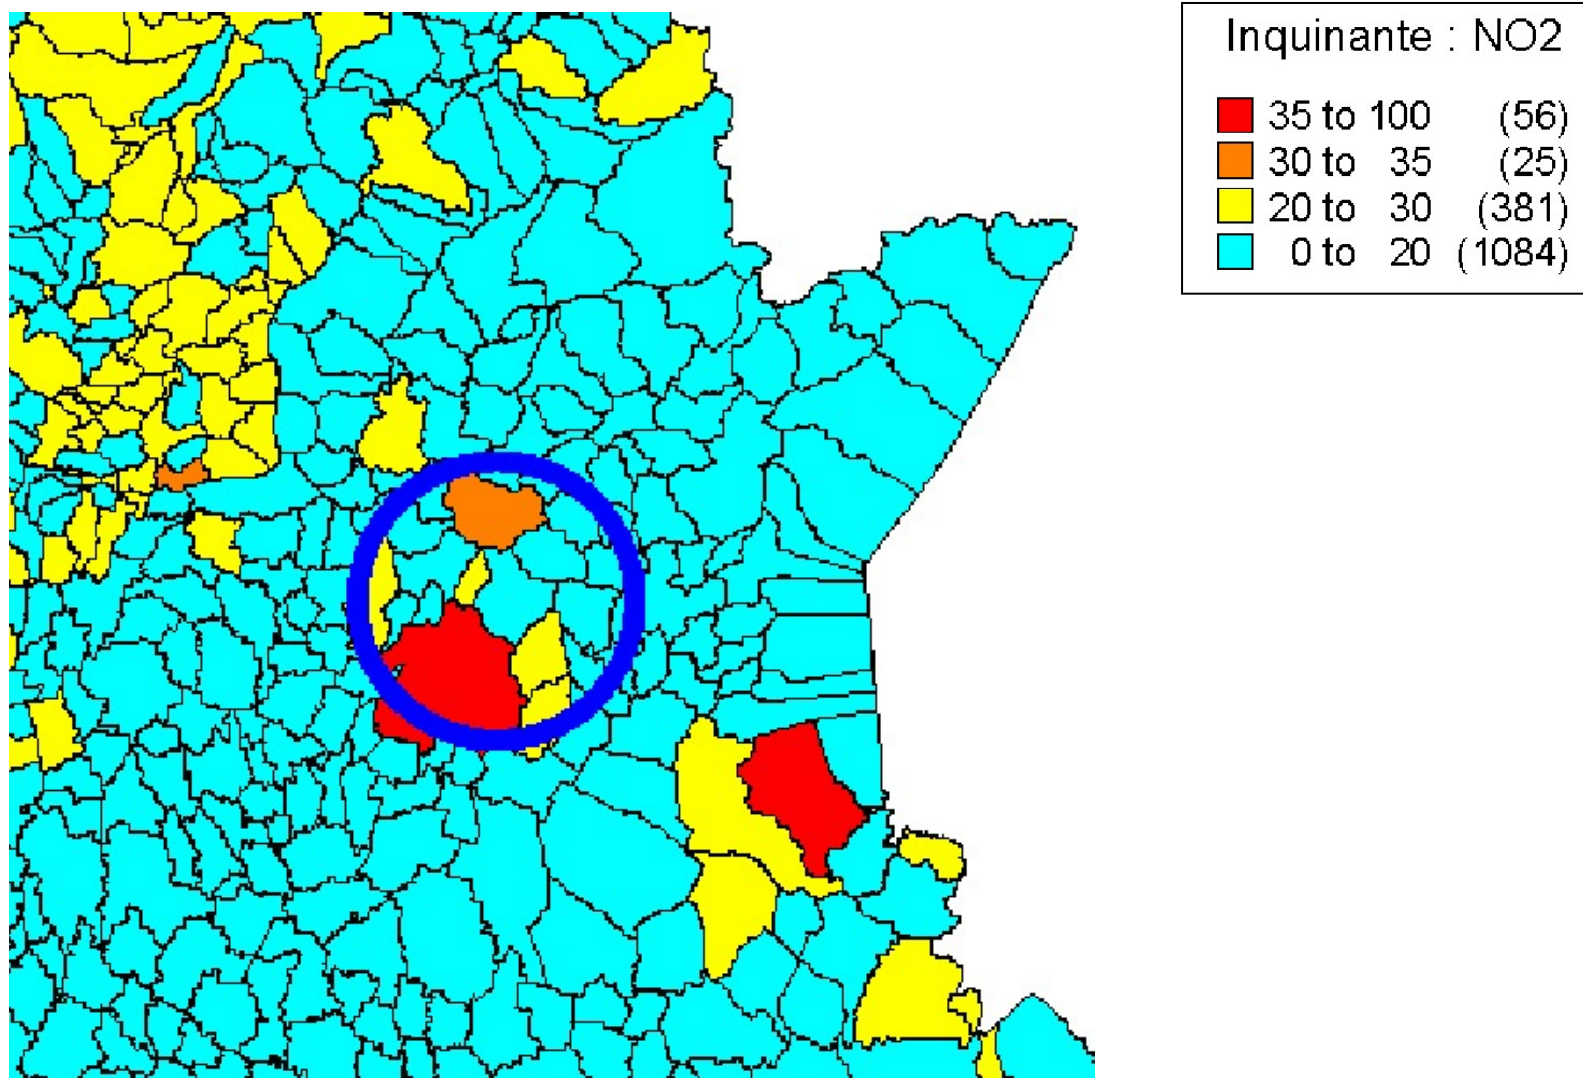 Inquinante : NO2
35 to 100 (56)
30 to 35 (25)
20 to 30 (381)
0 to 20 (1084)